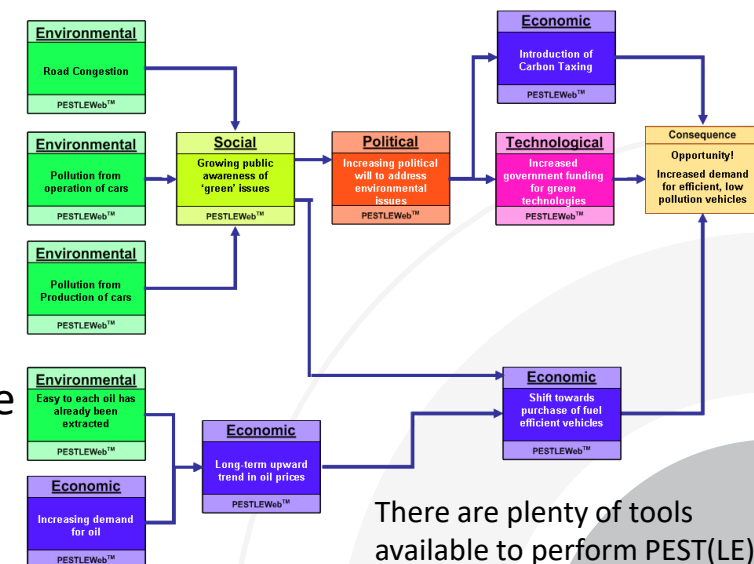 Environmental
Road Congestion
PESTLEWeb™
Environmental
Pollution from
operation of cars
PESTLEWeb™
Environmental
Pollution from
Production of cars
PESTLEWeb™
Social
Growing public
awareness of
'green' issues
PESTLEWeb™
Political
Increasing political
will to address
environmental
issues
PESTLEWeb™
Economic
Introduction of
Carbon Taxing
PESTLEWeb™
Technological
Increased
government funding
for green
technologies
PESTLEWeb™
Consequence
Opportunity!
Increased demand
for efficient, low
pollution vehicles
e
Environmental
Easy to each oil has
already been
extracted
PESTLEWeb™
Economic
Increasing demand
for oil
PESTLEWeb™
Economic
Long-term upward
trend in oil prices
PESTLEWeb™
Economic
Shift towards
purchase of fuel
efficient vehicles
PESTLEWeb™
There are plenty of tools
available to perform PEST(LE)